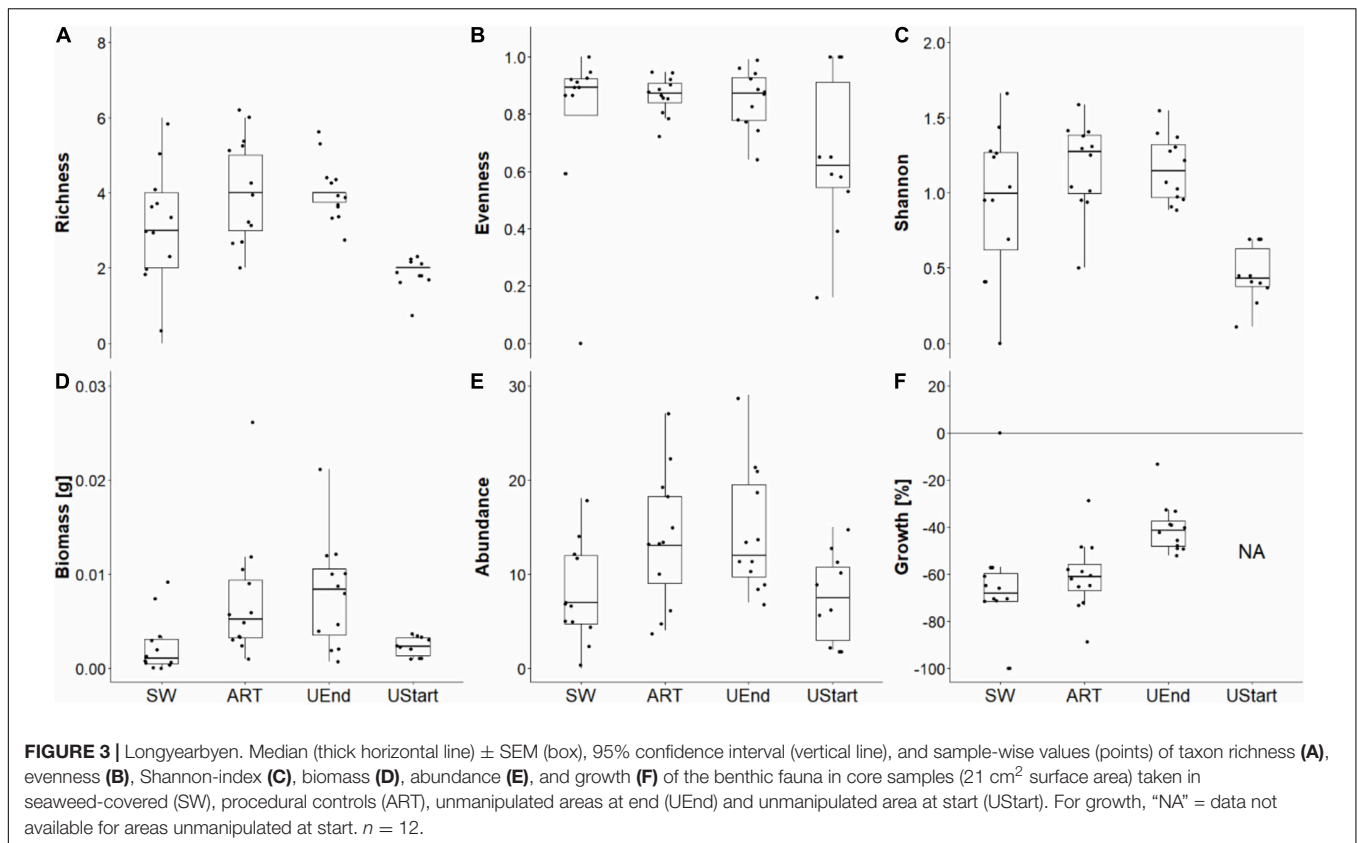 A
8
6
4
2
0
Richness
B
1.0
0.8
0.6
0.4
0.2
0.0
Evenness
C
2.0
1.5
1.0
0.5
0.0
Shannon
D
0.03
0.02
0.01
0.00
Biomass [g]
SW ART UEnd UStart
E
30
20
10
0
Abundance
SW ART UEnd UStart
F
20
0
-20
-40
-60
-80
-100
Growth [%]
NA
SW ART UEnd UStart
FIGURE 3 | Longyearbyen. Median (thick horizontal line) ± SEM (box), 95% confidence interval (vertical line), and sample-wise values (points) of taxon richness (A),
evenness (B), Shannon-index (C), biomass (D), abundance (E), and growth (F) of the benthic fauna in core samples (21 cm² surface area) taken in
seaweed-covered (SW), procedural controls (ART), unmanipulated areas at end (UEnd) and unmanipulated area at start (UStart). For growth, “NA” = data not
available for areas unmanipulated at start. n = 12.